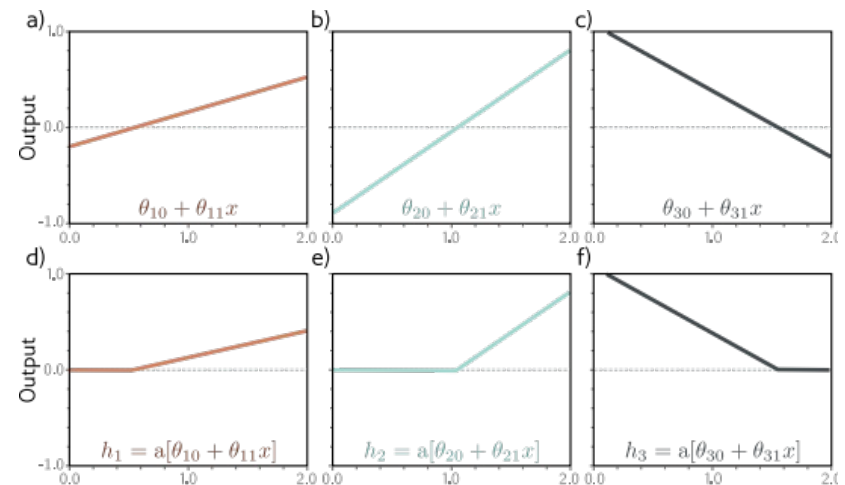 a) b) c)
1.0
Output
0.0
-1.0
θ₁₀ + θ₁₁x θ₂₀ + θ₂₁x θ₃₀ + θ₃₁x
0.0 1.0 2.0 0.0 1.0 2.0 0.0 1.0 2.0
d) e) f)
1.0
Output
0.0
-1.0
h₁ = a[θ₁₀ + θ₁₁x] h₂ = a[θ₂₀ + θ₂₁x] h₃ = a[θ₃₀ + θ₃₁x]
0.0 1.0 2.0 0.0 1.0 2.0 0.0 1.0 2.0